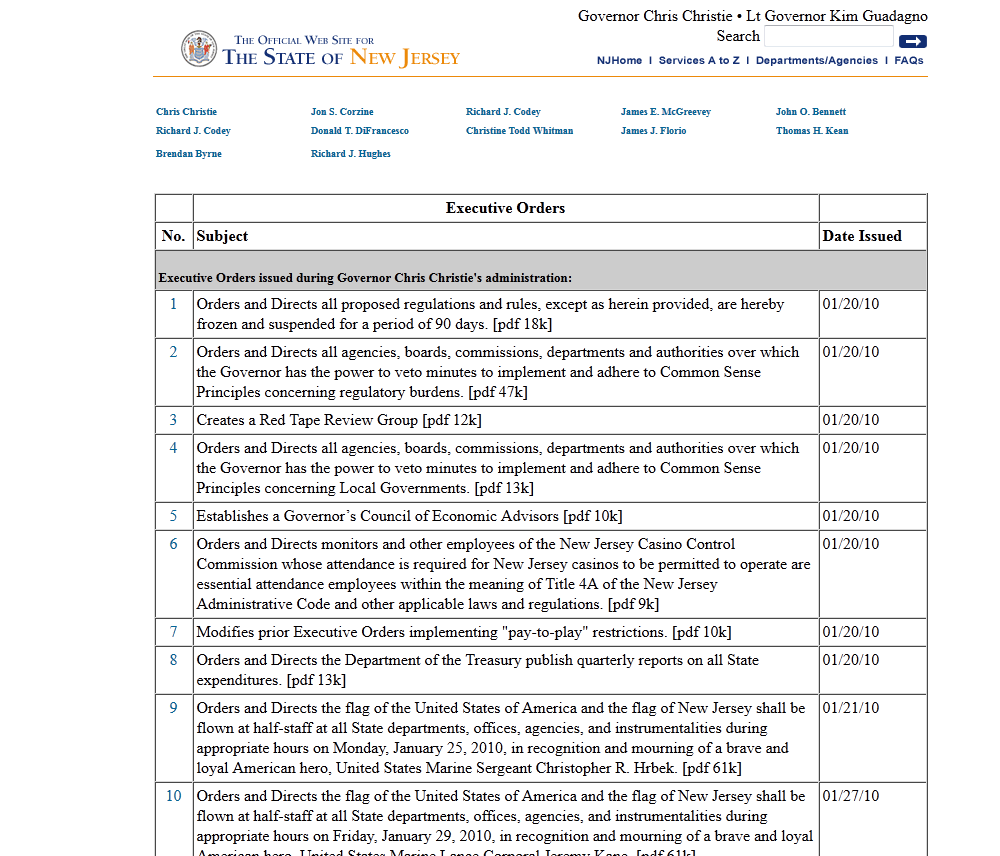 Governor Chris Christie • Lt Governor Kim Guadagno
Search
THE OFFICIAL WEB SITE FOR
THE STATE OF NEW JERSEY
NJHome | Services A to Z | Departments/Agencies | FAQs
Chris Christie Jon S. Corzine Richard J. Codey James E. McGreevey John O. Bennett
Richard J. Codey Donald T. DiFrancesco Christine Todd Whitman James J. Florio Thomas H. Kean
Brendan Byrne Richard J. Hughes
Executive Orders
No. Subject Date Issued
Executive Orders issued during Governor Chris Christie's administration:
1 Orders and Directs all proposed regulations and rules, except as herein provided, are hereby 01/20/10
frozen and suspended for a period of 90 days. [pdf 18k]
2 Orders and Directs all agencies, boards, commissions, departments and authorities over which 01/20/10
the Governor has the power to veto minutes to implement and adhere to Common Sense
Principles concerning regulatory burdens. [pdf 47k]
3 Creates a Red Tape Review Group [pdf 12k] 01/20/10
4 Orders and Directs all agencies, boards, commissions, departments and authorities over which 01/20/10
the Governor has the power to veto minutes to implement and adhere to Common Sense
Principles concerning Local Governments. [pdf 13k]
5 Establishes a Governor’s Council of Economic Advisors [pdf 10k] 01/20/10
6 Orders and Directs monitors and other employees of the New Jersey Casino Control 01/20/10
Commission whose attendance is required for New Jersey casinos to be permitted to operate are
essential attendance employees within the meaning of Title 4A of the New Jersey
Administrative Code and other applicable laws and regulations. [pdf 9k]
7 Modifies prior Executive Orders implementing "pay-to-play" restrictions. [pdf 10k] 01/20/10
8 Orders and Directs the Department of the Treasury publish quarterly reports on all State 01/20/10
expenditures. [pdf 13k]
9 Orders and Directs the flag of the United States of America and the flag of New Jersey shall be 01/21/10
flown at half-staff at all State departments, offices, agencies, and instrumentalities during
appropriate hours on Monday, January 25, 2010, in recognition and mourning of a brave and
loyal American hero, United States Marine Sergeant Christopher R. Hrbek. [pdf 61k]
10 Orders and Directs the flag of the United States of America and the flag of New Jersey shall be 01/27/10
flown at half-staff at all State departments, offices, agencies, and instrumentalities during
appropriate hours on Friday, January 29, 2010, in recognition and mourning of a brave and loyal
American hero, United States Marine Lance Corporal Jeremy Kane. [pdf 61k]